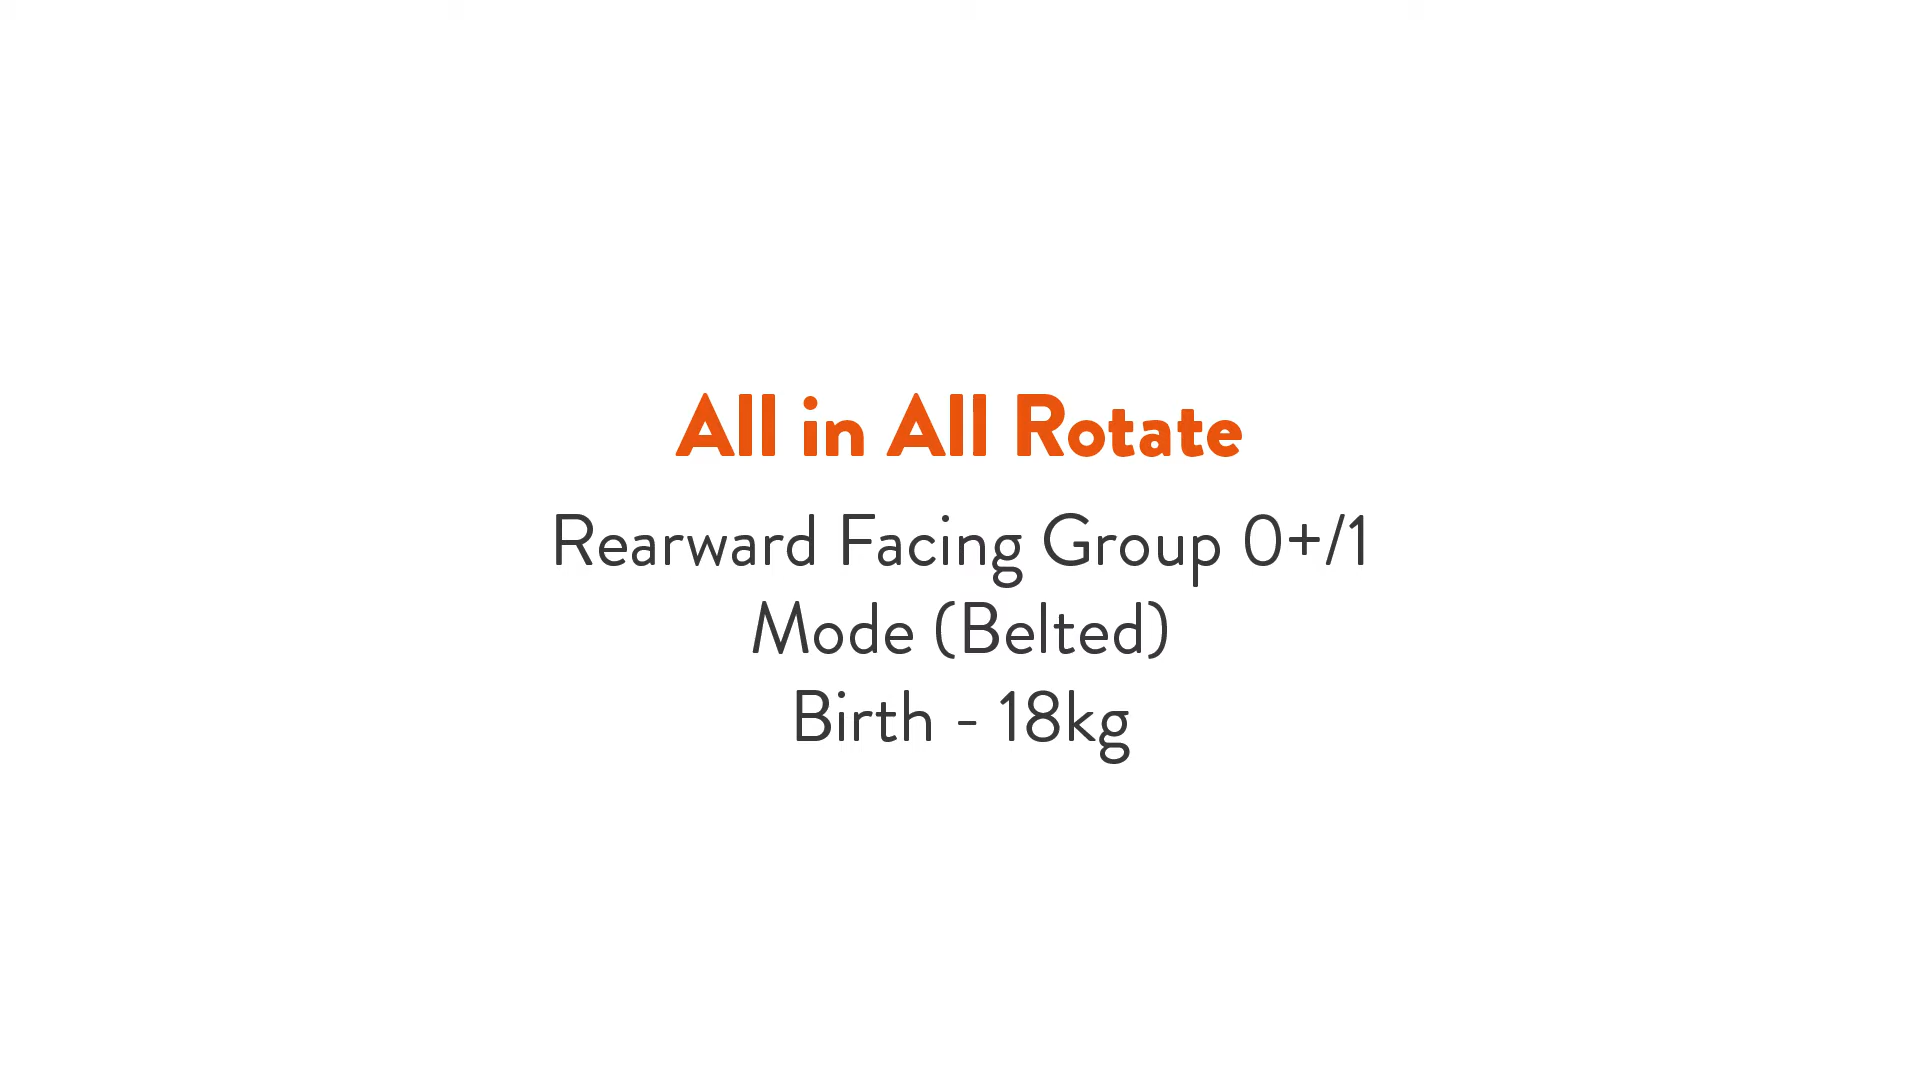 All in All Rotate
Rearward Facing Group 0+/1
Mode (Belted)
Birth - 18kg